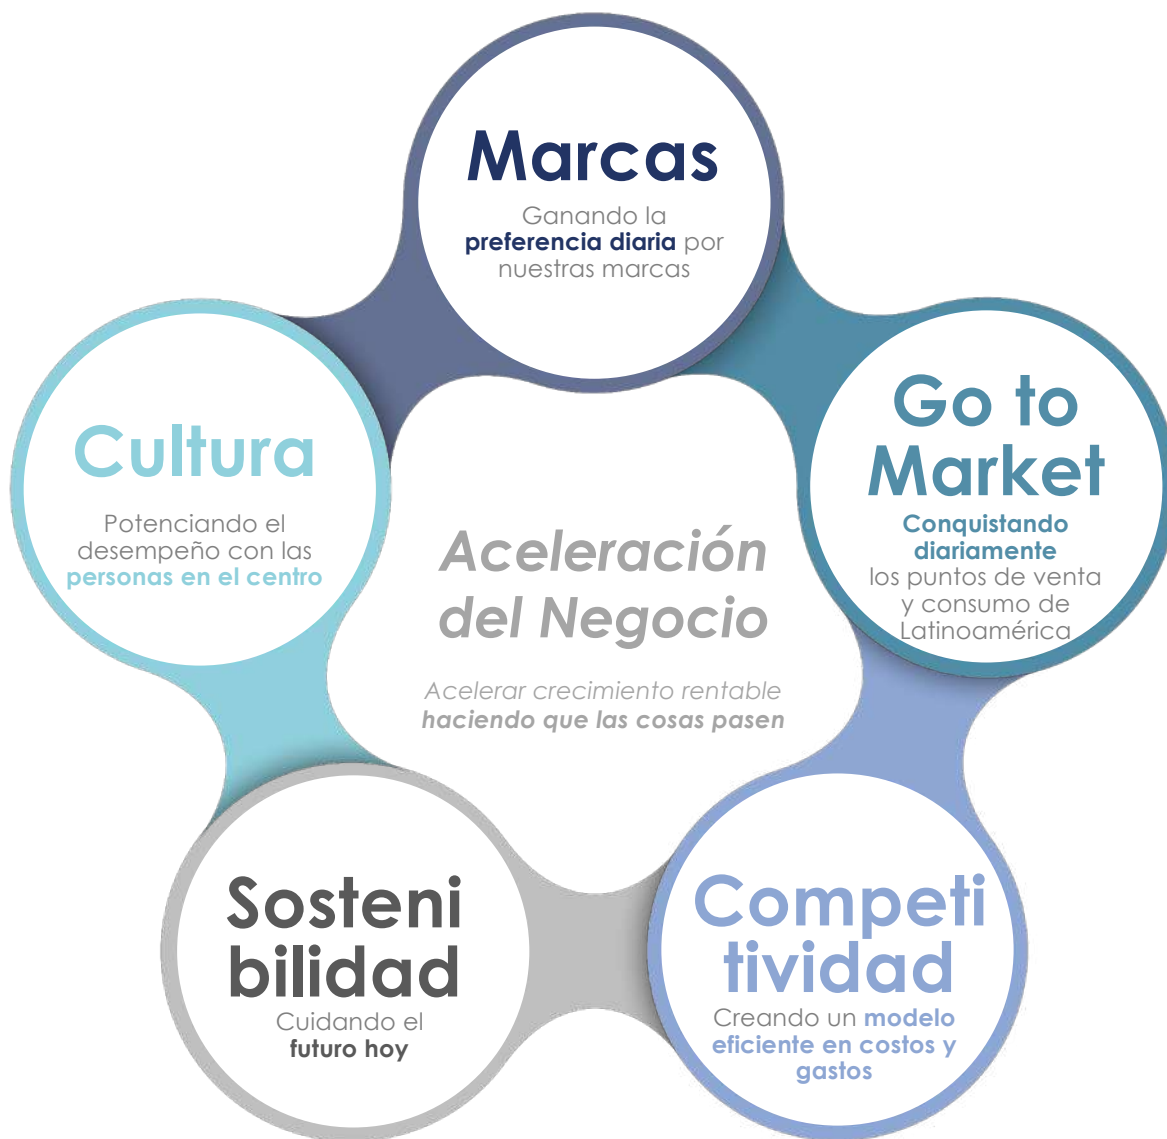 Marcas
Ganando la
preferencia diaria por
nuestras marcas
Go to
Market
Conquistando
diariamente
los puntos de venta
y consumo de
Latinoamérica
Cultura
Potenciando el
desempeño con las
personas en el centro
Aceleración
del Negocio
Acelerar crecimiento rentable
haciendo que las cosas pasen
Sosteni
bilidad
Cuidando el
futuro hoy
Competi
tividad
Creando un modelo
eficiente en costos y
gastos